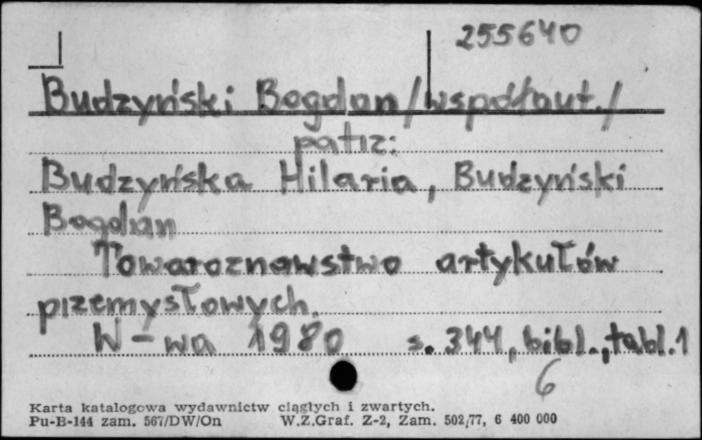 255640
Budzyński Bogdan /współaut./
patrz:
Budzyńska Hilaria, Budzyński
Bogdan
Towaroznawstwo artykułów
przemysłowych.
W-wa 1980 s. 344, bibl., tabl. 1
6
Karta katalogowa wydawnictw ciągłych i zwartych.
Pu-B-144 zam. 567/DW/On W.Z.Graf. Z-2, Zam. 502/77, 6 400 000